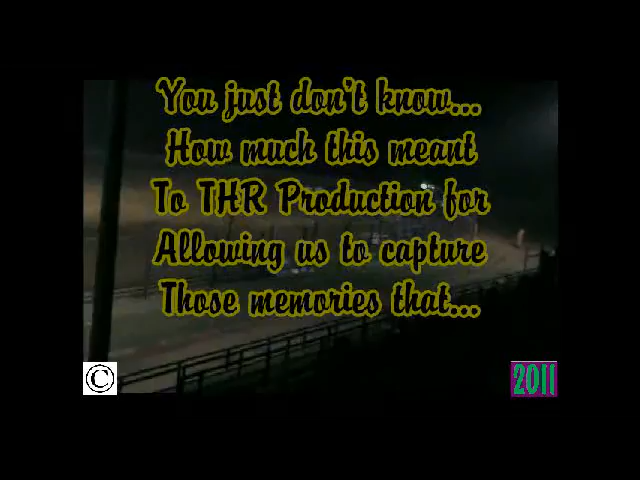 You just don't know...
How much this meant
To THR Production for
Allowing us to capture
Those memories that...
©
2011